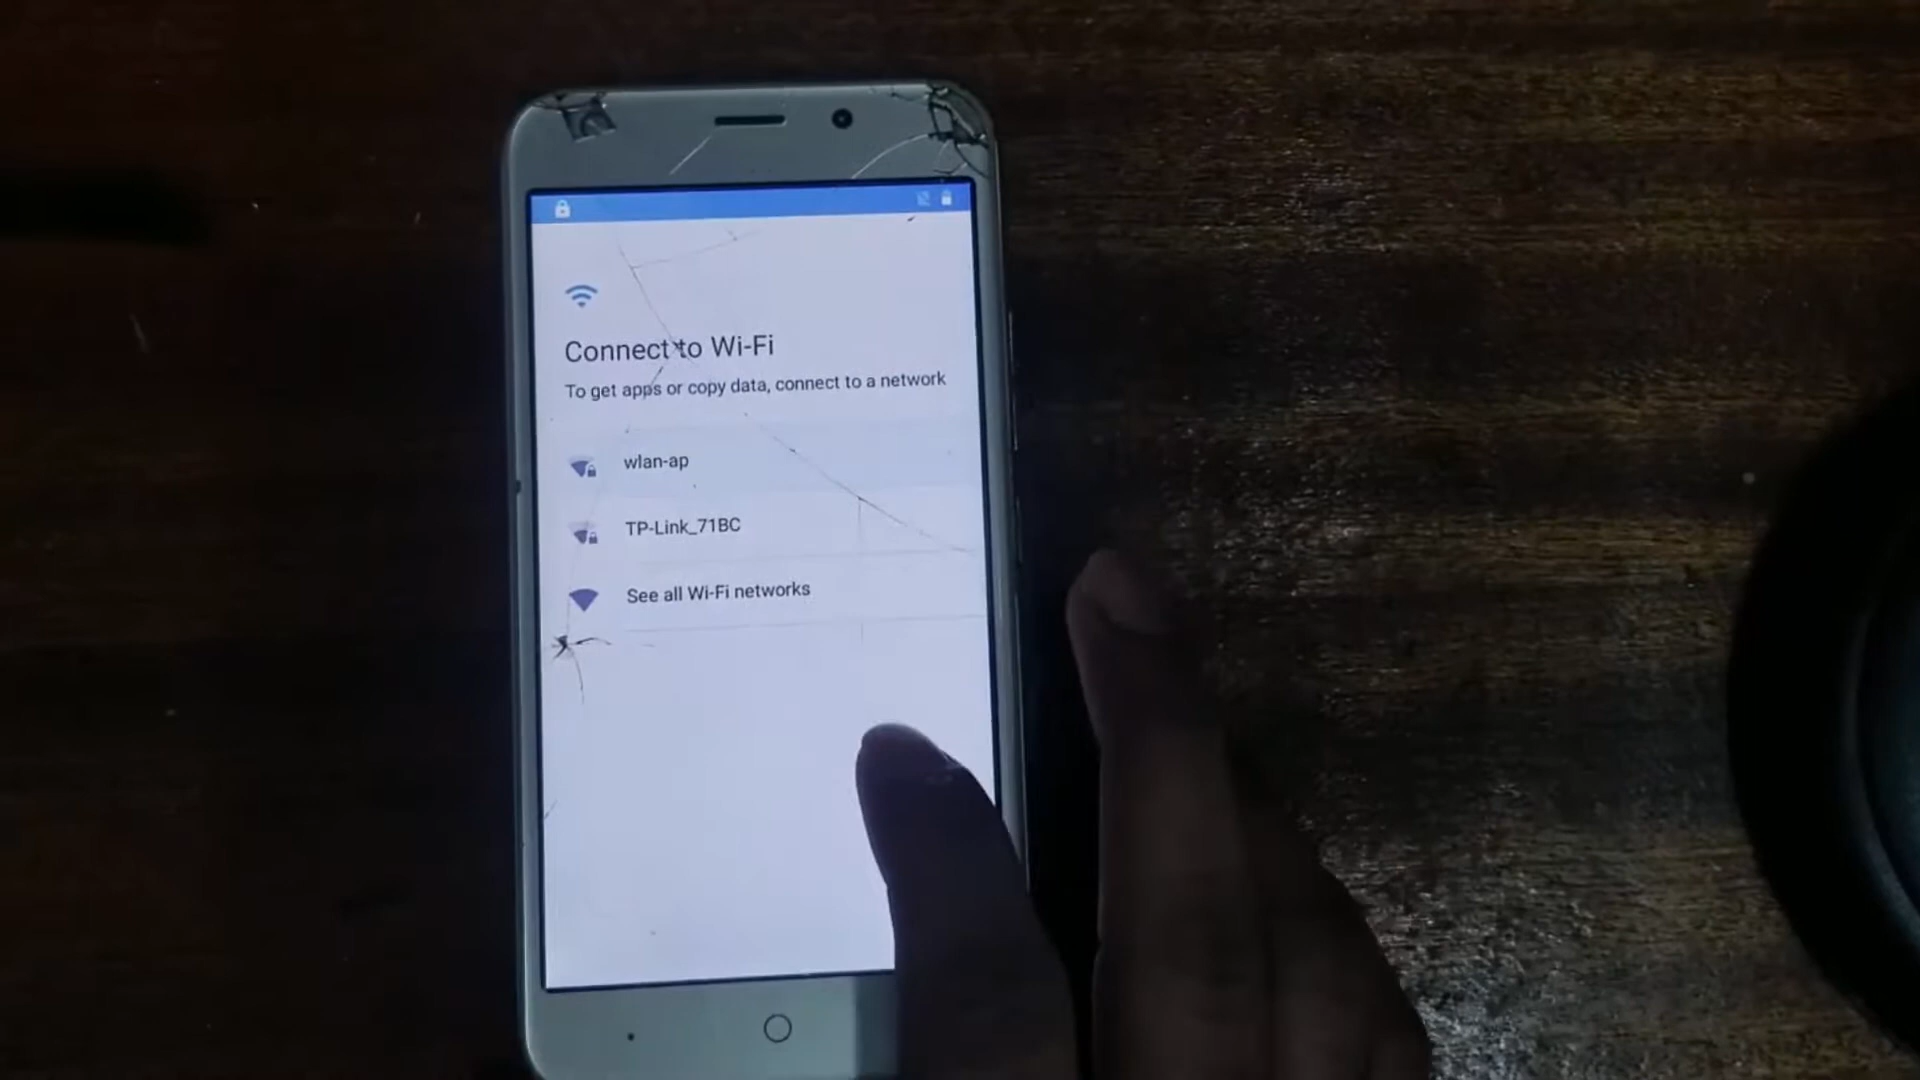 Connect to Wi-Fi
To get apps or copy data, connect to a network
wlan-ap
TP-Link_71BC
See all Wi-Fi networks